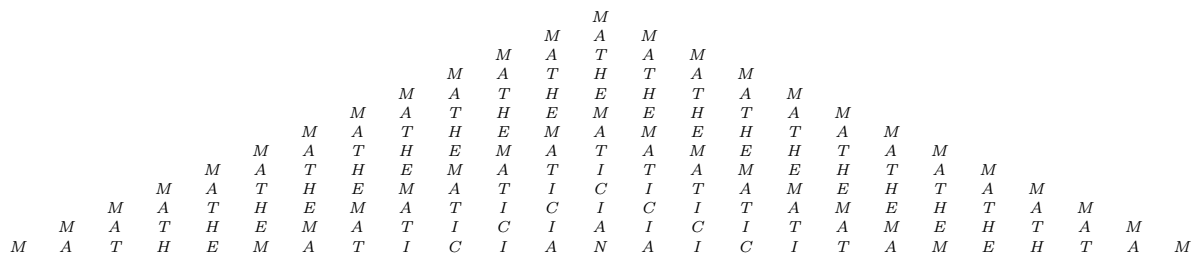 M
M A M
M A T A M
M A T H T A M
M A T H E H T A M
M A T H E M E H T A M
M A T H E M A M E H T A M
M A T H E M A T A M E H T A M
M A T H E M A T I T A M E H T A M
M A T H E M A T I C I T A M E H T A M
M A T H E M A T I C I C I T A M E H T A M
M A T H E M A T I C I A I C I T A M E H T A M
M A T H E M A T I C I A N A I C I T A M E H T A M